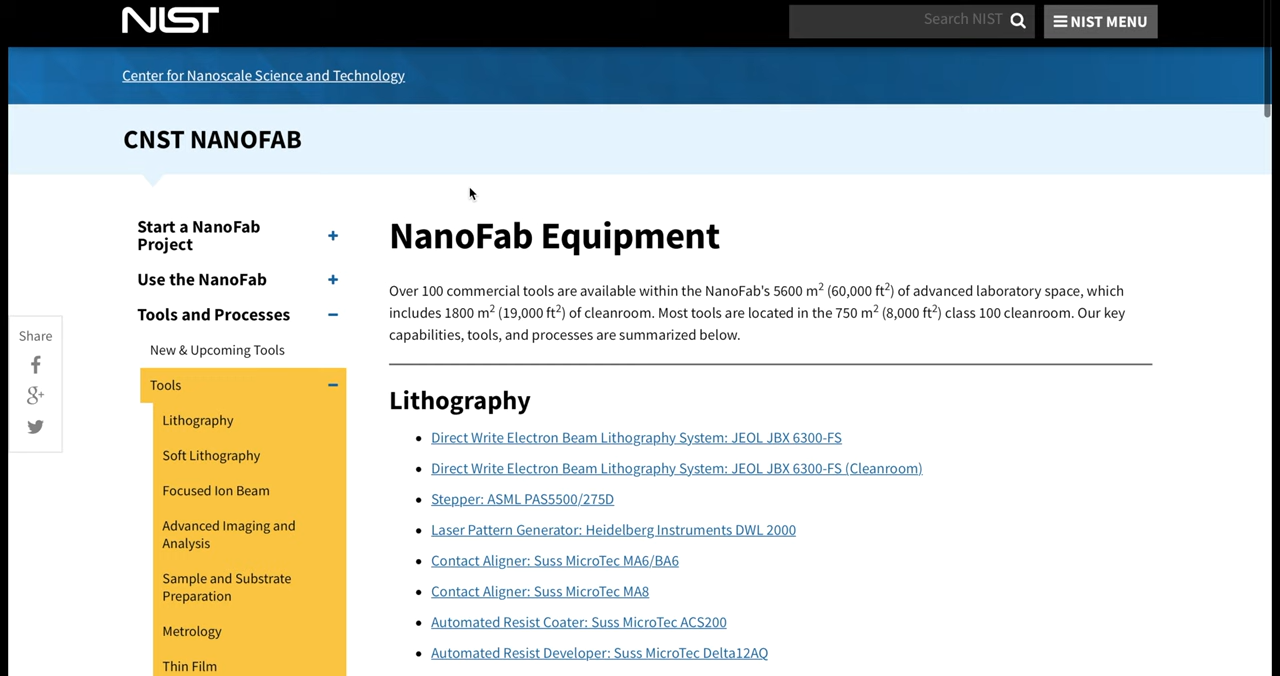 NIST
Search NIST
NIST MENU
Center for Nanoscale Science and Technology
CNST NANOFAB
Start a NanoFab
Project
Use the NanoFab
Tools and Processes
New & Upcoming Tools
Tools
Lithography
Soft Lithography
Focused Ion Beam
Advanced Imaging and
Analysis
Sample and Substrate
Preparation
Metrology
Thin Film
Share
NanoFab Equipment
Over 100 commercial tools are available within the NanoFab's 5600 m² (60,000 ft²) of advanced laboratory space, which
includes 1800 m² (19,000 ft²) of cleanroom. Most tools are located in the 750 m² (8,000 ft²) class 100 cleanroom. Our key
capabilities, tools, and processes are summarized below.
Lithography
Direct Write Electron Beam Lithography System: JEOL JBX 6300-FS
Direct Write Electron Beam Lithography System: JEOL JBX 6300-FS (Cleanroom)
Stepper: ASML PAS5500/275D
Laser Pattern Generator: Heidelberg Instruments DWL 2000
Contact Aligner: Suss MicroTec MA6/BA6
Contact Aligner: Suss MicroTec MA8
Automated Resist Coater: Suss MicroTec ACS200
Automated Resist Developer: Suss MicroTec Delta12AQ